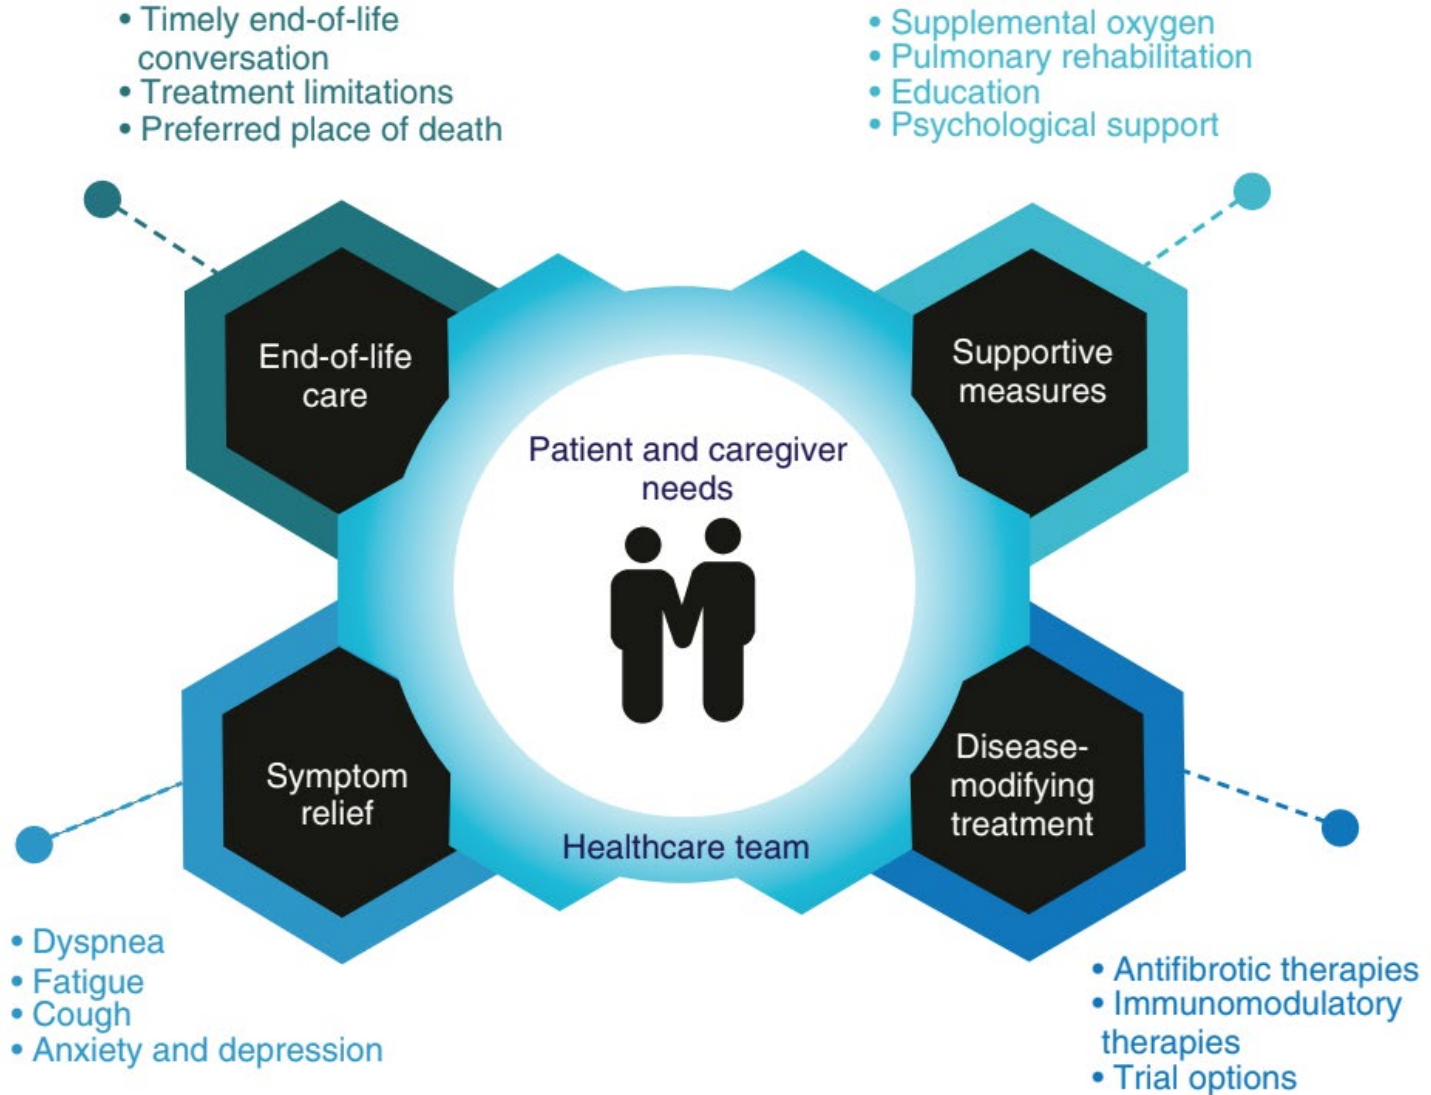 • Timely end-of-life
conversation
• Treatment limitations
• Preferred place of death
• Supplemental oxygen
• Pulmonary rehabilitation
• Education
• Psychological support
End-of-life
care
Supportive
measures
Patient and caregiver
needs
Symptom
relief
Disease-
modifying
treatment
Healthcare team
• Dyspnea
• Fatigue
• Cough
• Anxiety and depression
• Antifibrotic therapies
• Immunomodulatory
therapies
• Trial options